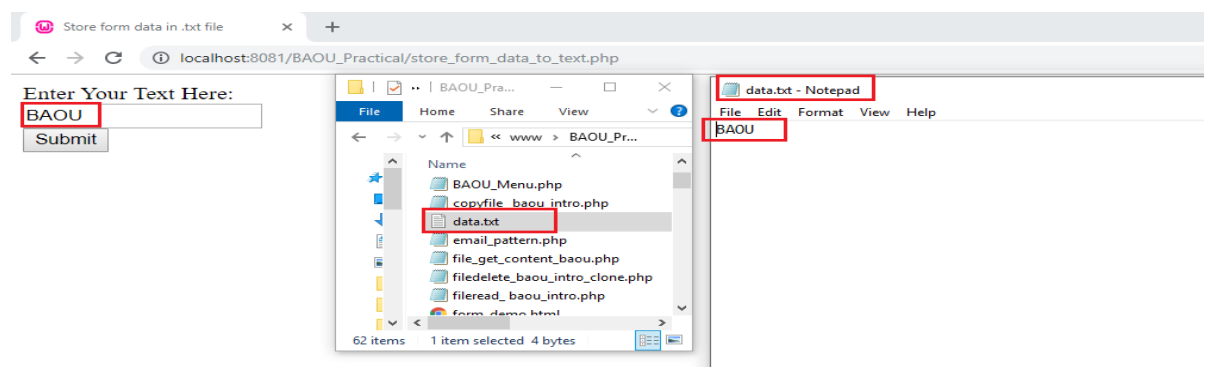 Store form data in .txt file
localhost:8081/BAOU_Practical/store_form_data_to_text.php
Enter Your Text Here:
BAOU
Submit
BAOU_Pra...
File Home Share View
« www > BAOU_Pr...
Name
BAOU_Menu.php
copyfile_baou_intro.php
data.txt
email_pattern.php
file_get_content_baou.php
filedelete_baou_intro_clone.php
fileread_ baou_intro.php
form_demo.html
62 items 1 item selected 4 bytes
data.txt - Notepad
File Edit Format View Help
BAOU